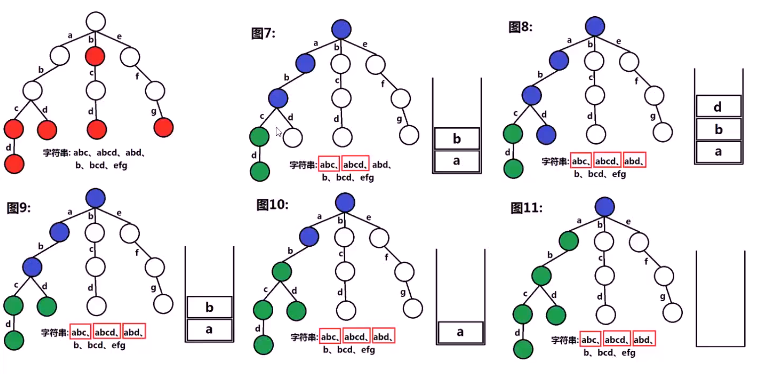 a b e
b c f
c d d g
d
字符串: abc、abcd、abd、
b、bcd、efg
图7:
a b e
b c f
c d d g
d
b
a
字符串: abc、abcd、abd、
b、bcd、efg
图8:
a b e
b c f
c d d g
d
d
b
a
字符串: abc、abcd、abd、
b、bcd、efg
图9:
a b e
b c f
c d d g
d
b
a
字符串: abc、abcd、abd、
b、bcd、efg
图10:
a b e
b c f
c d d g
d
a
字符串: abc、abcd、abd、
b、bcd、efg
图11:
a b e
b c f
c d d g
d
字符串: abc、abcd、abd、
b、bcd、efg